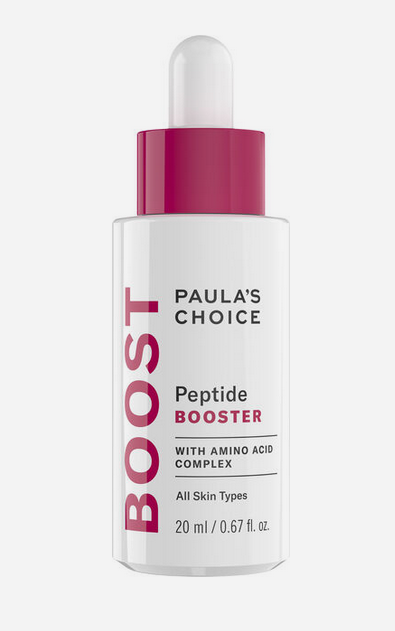 BOOST
PAULA'S
CHOICE
Peptide
BOOSTER
WITH AMINO ACID
COMPLEX
All Skin Types
20 ml / 0.67 fl. oz.